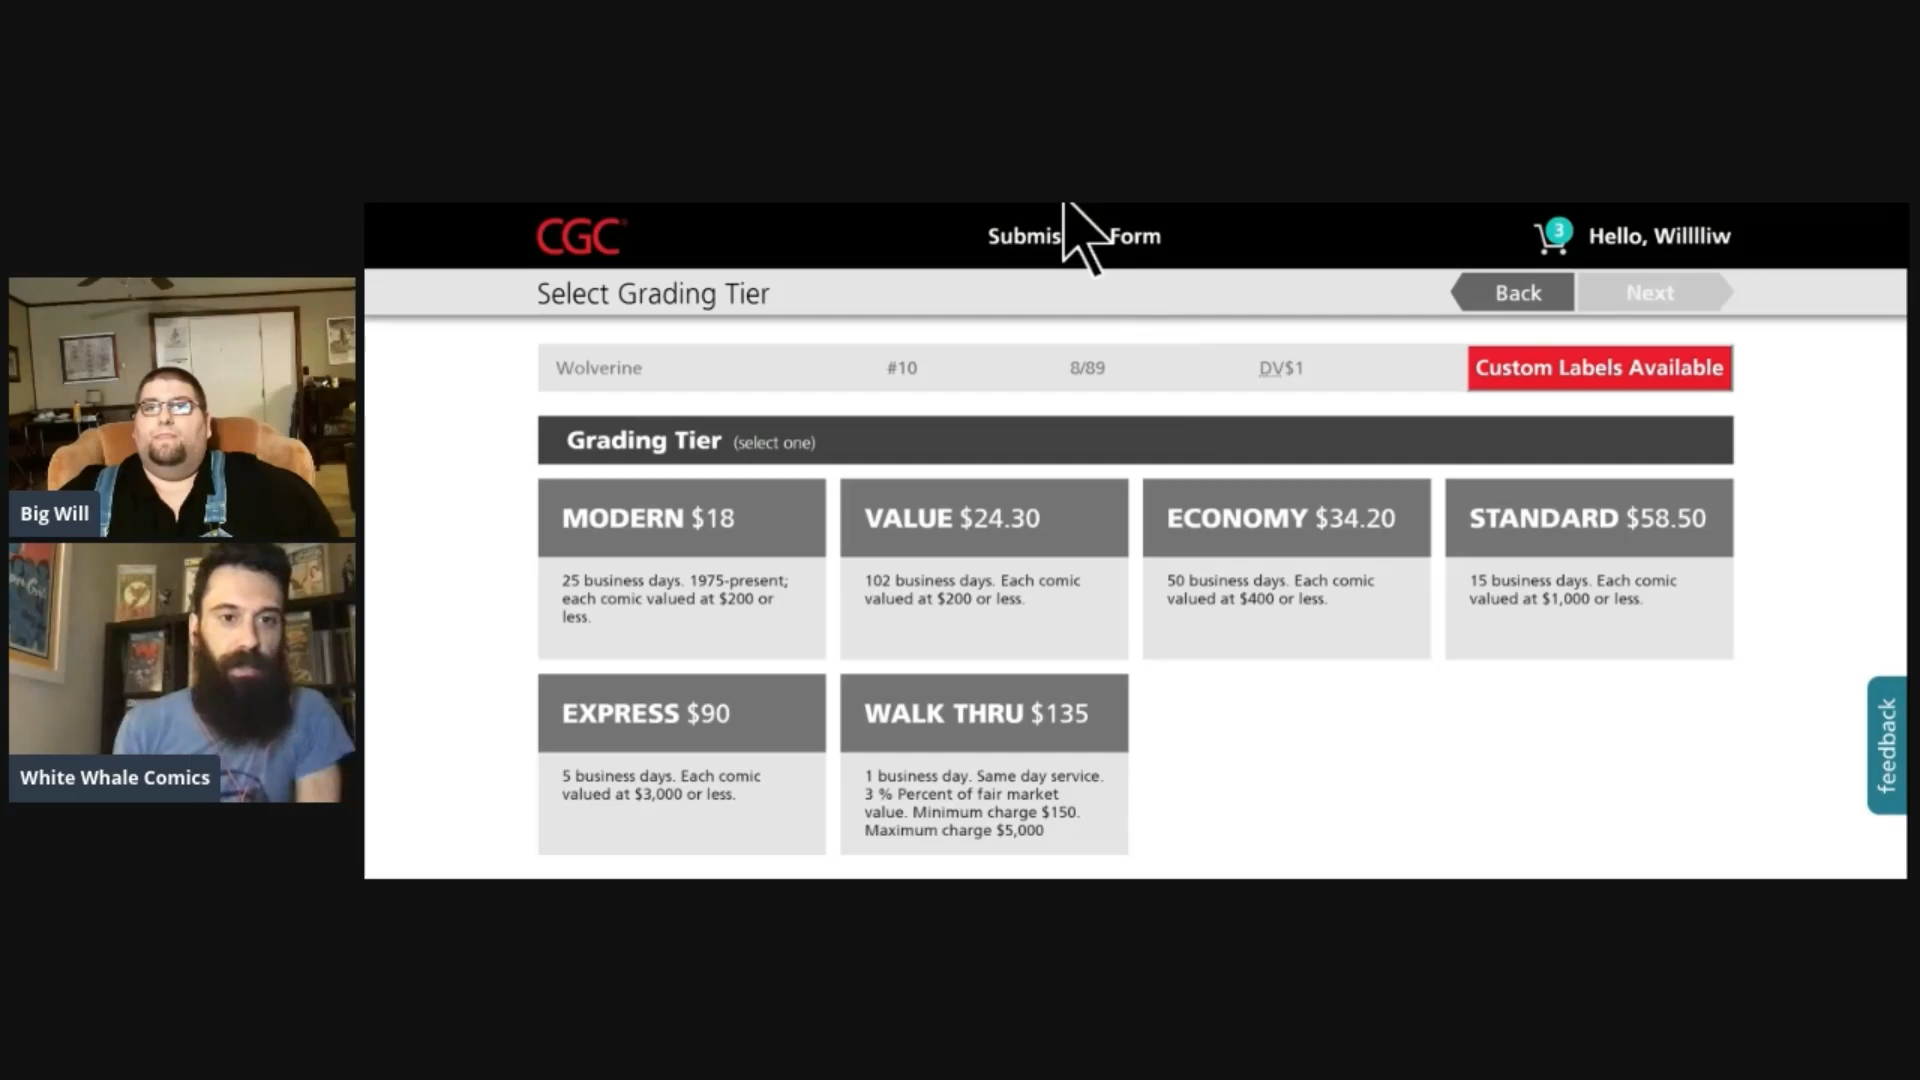 CGC
Submis Form
3
Hello, Willlliw
Select Grading Tier
Back
Next
Wolverine
#10
8/89
DV$1
Custom Labels Available
Grading Tier (select one)
MODERN $18
25 business days. 1975-present;
each comic valued at $200 or
less.
VALUE $24.30
102 business days. Each comic
valued at $200 or less.
ECONOMY $34.20
50 business days. Each comic
valued at $400 or less.
STANDARD $58.50
15 business days. Each comic
valued at $1,000 or less.
EXPRESS $90
5 business days. Each comic
valued at $3,000 or less.
WALK THRU $135
1 business day. Same day service.
3 % Percent of fair market
value. Minimum charge $150.
Maximum charge $5,000
feedback
Big Will
White Whale Comics